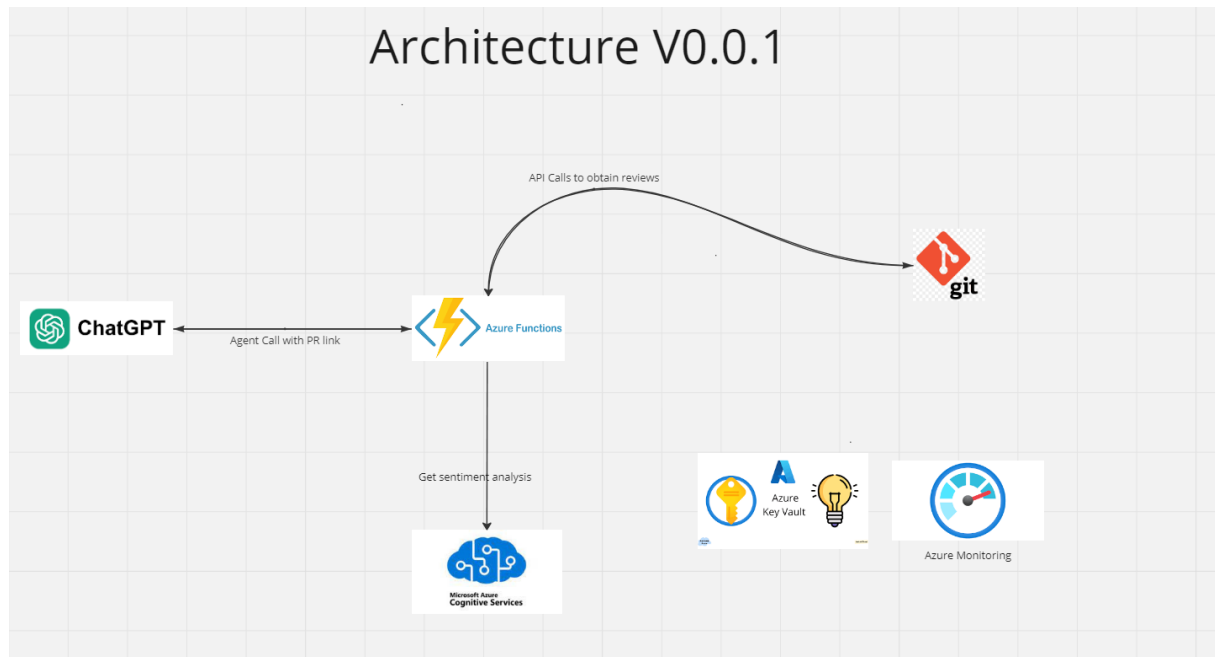 Architecture V0.0.1
API Calls to obtain reviews
git
ChatGPT
Agent Call with PR link
Azure Functions
Get sentiment analysis
Azure
Key Vault
Azure Monitoring
Microsoft Azure
Cognitive Services